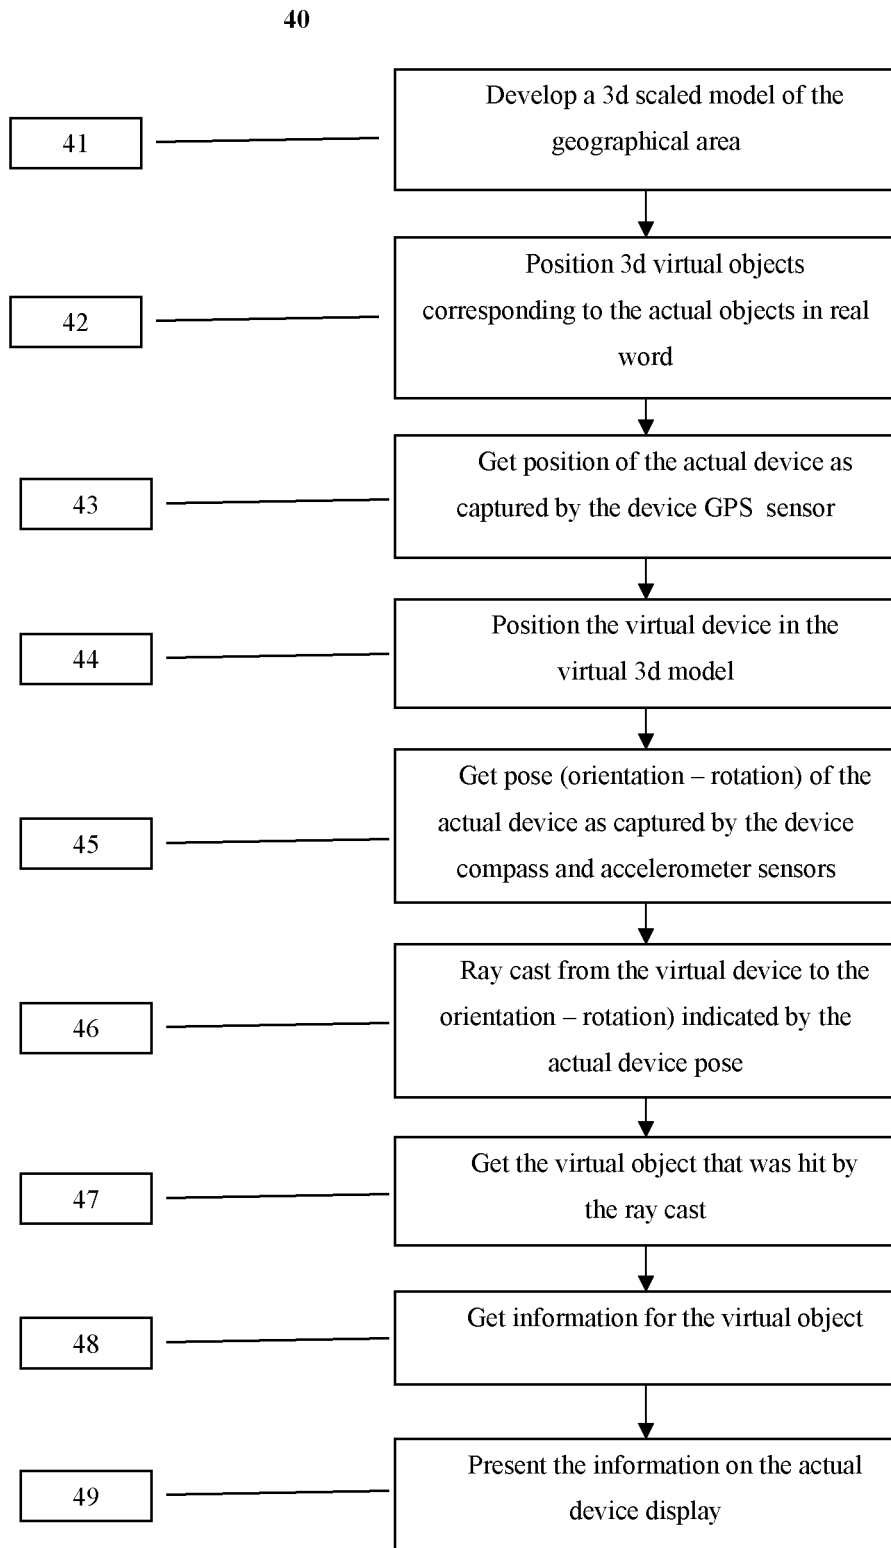 40
41
Develop a 3d scaled model of the
geographical area
42
Position 3d virtual objects
corresponding to the actual objects in real
word
43
Get position of the actual device as
captured by the device GPS sensor
44
Position the virtual device in the
virtual 3d model
45
Get pose (orientation – rotation) of the
actual device as captured by the device
compass and accelerometer sensors
46
Ray cast from the virtual device to the
orientation – rotation) indicated by the
actual device pose
47
Get the virtual object that was hit by
the ray cast
48
Get information for the virtual object
49
Present the information on the actual
device display